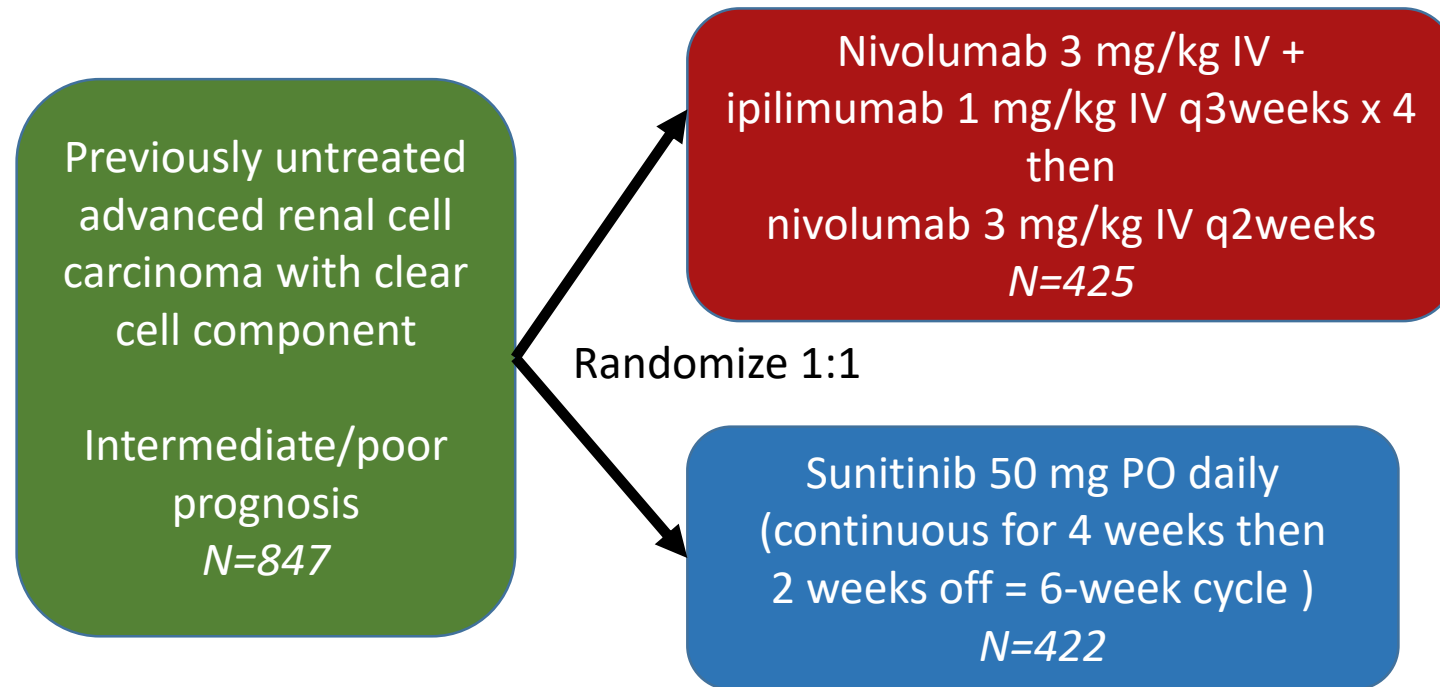 Previously untreated
advanced renal cell
carcinoma with clear
cell component
Intermediate/poor
prognosis
N=847
Randomize 1:1
Nivolumab 3 mg/kg IV +
ipilimumab 1 mg/kg IV q3weeks x 4
then
nivolumab 3 mg/kg IV q2weeks
N=425
Sunitinib 50 mg PO daily
(continuous for 4 weeks then
2 weeks off = 6-week cycle )
N=422